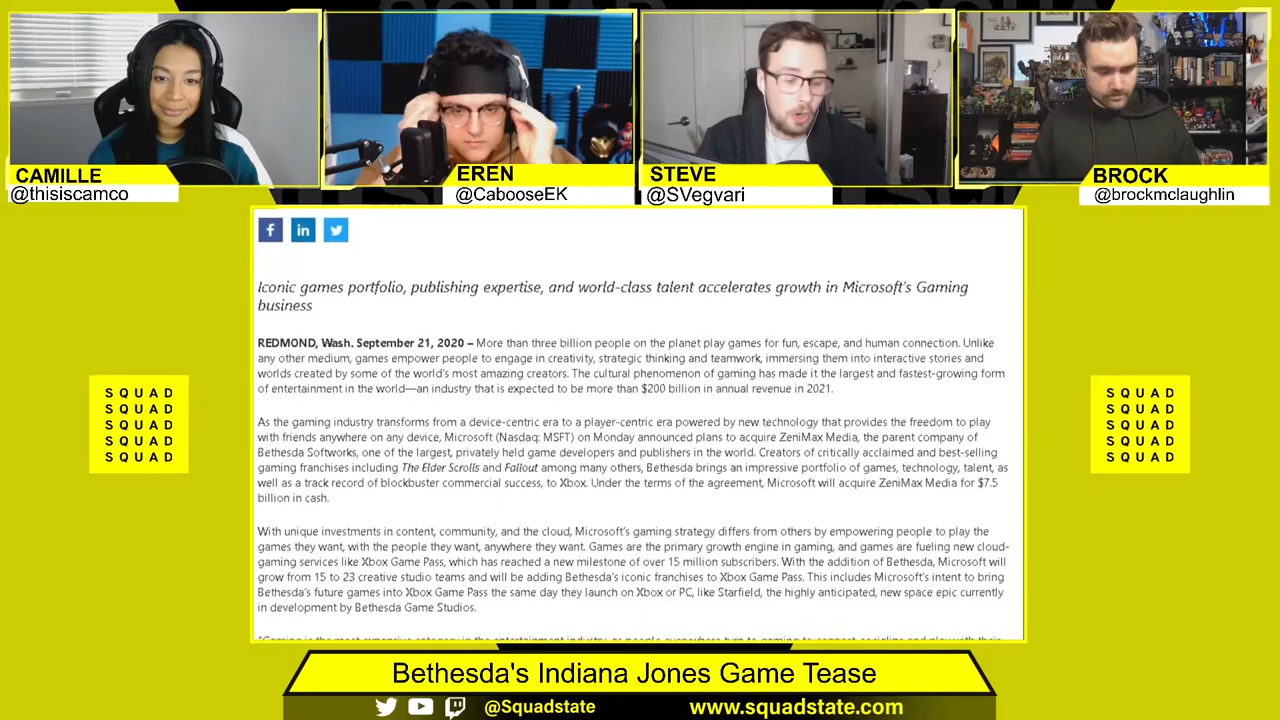 CAMILLE
@thisiscamco
EREN
@CabooseEK
STEVE
@SVegvari
BROCK
@brockmclaughlin
Iconic games portfolio, publishing expertise, and world-class talent accelerates growth in Microsoft's Gaming
business
REDMOND, Wash. September 21, 2020 – More than three billion people on the planet play games for fun, escape, and human connection. Unlike
any other medium, games empower people to engage in creativity, strategic thinking and teamwork, immersing them into interactive stories and
worlds created by some of the world's most amazing creators. The cultural phenomenon of gaming has made it the largest and fastest-growing form
of entertainment in the world—an industry that is expected to be more than $200 billion in annual revenue in 2021.
As the gaming industry transforms from a device-centric era to a player-centric era powered by new technology that provides the freedom to play
with friends anywhere on any device, Microsoft (Nasdaq: MSFT) on Monday announced plans to acquire ZeniMax Media, the parent company of
Bethesda Softworks, one of the largest, privately held game developers and publishers in the world. Creators of critically acclaimed and best-selling
gaming franchises including The Elder Scrolls and Fallout among many others, Bethesda brings an impressive portfolio of games, technology, talent, as
well as a track record of blockbuster commercial success, to Xbox. Under the terms of the agreement, Microsoft will acquire ZeniMax Media for $7.5
billion in cash.
With unique investments in content, community, and the cloud, Microsoft's gaming strategy differs from others by empowering people to play the
games they want, with the people they want, anywhere they want. Games are the primary growth engine in gaming, and games are fueling new cloud-
gaming services like Xbox Game Pass, which has reached a new milestone of over 15 million subscribers. With the addition of Bethesda, Microsoft will
grow from 15 to 23 creative studio teams and will be adding Bethesda's iconic franchises to Xbox Game Pass. This includes Microsoft's intent to bring
Bethesda's future games into Xbox Game Pass the same day they launch on Xbox or PC, like Starfield, the highly anticipated, new space epic currently
in development by Bethesda Game Studios.
SQUAD
SQUAD
SQUAD
SQUAD
SQUAD
SQUAD
SQUAD
SQUAD
SQUAD
SQUAD
Bethesda's Indiana Jones Game Tease
@Squadstate
www.squadstate.com